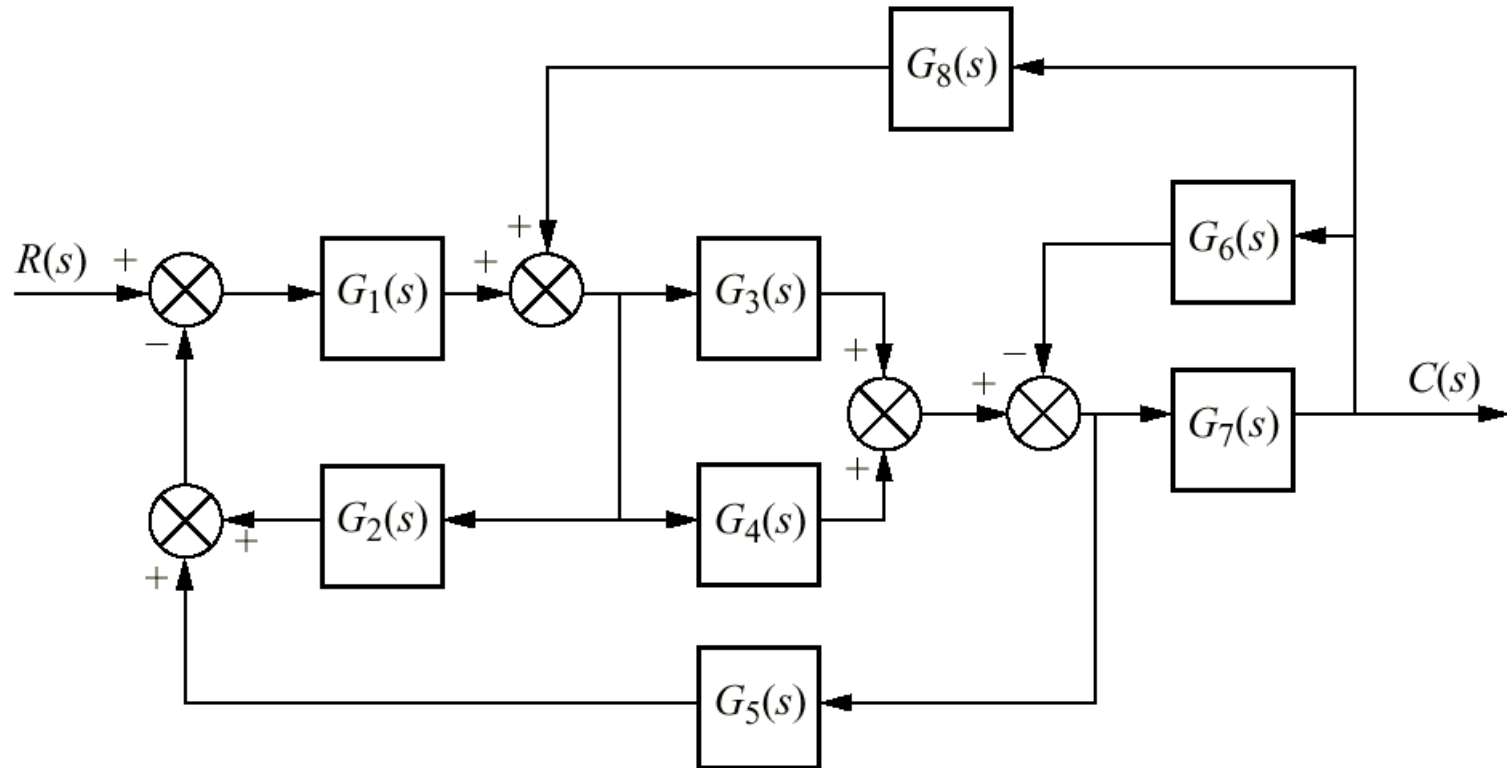 G8(s)
G6(s)
+
R(s) + G1(s) + G3(s)
−
+ − + G7(s) C(s)
+
G2(s) + G4(s)
+
G5(s)